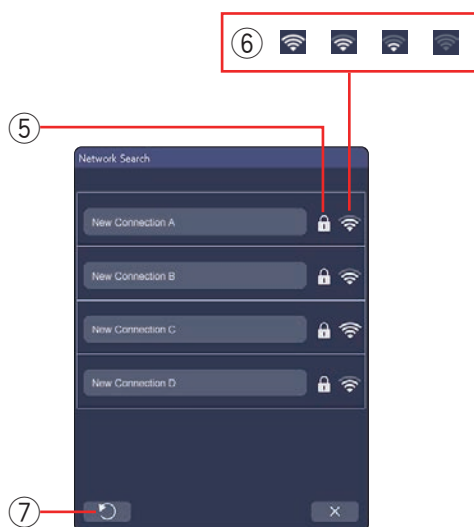 ⑥
⑤
Network Search
New Connection A
New Connection B
New Connection C
New Connection D
⑦